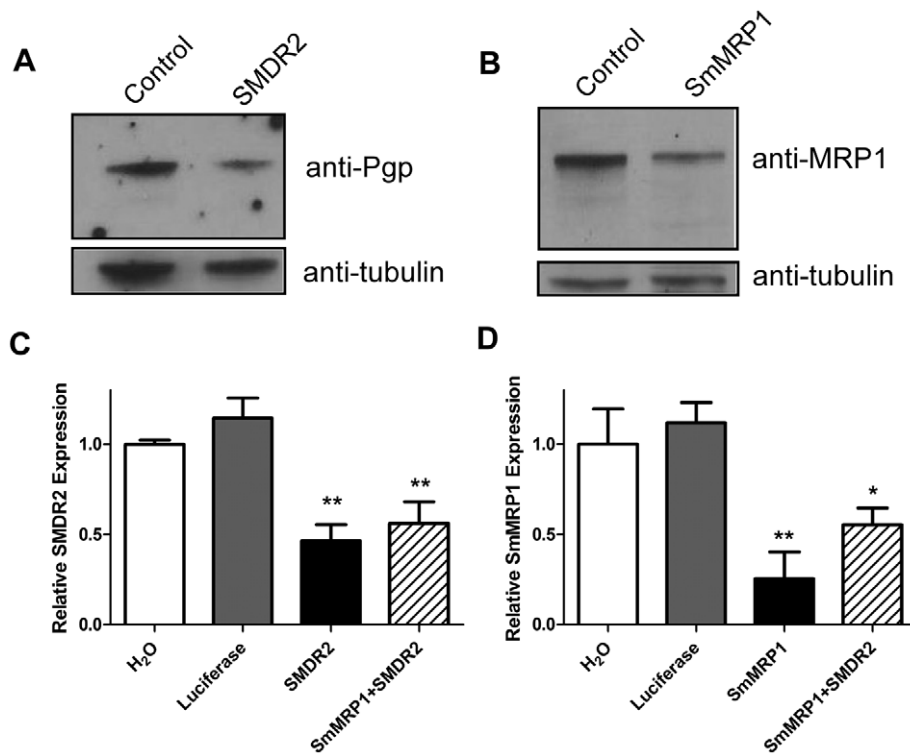 A
Control
SMDR2
anti-Pgp
anti-tubulin
B
Control
SmMRP1
anti-MRP1
anti-tubulin
C
Relative SMDR2 Expression
1.0
0.5
0.0
**
**
H₂O
Luciferase
SMDR2
SmMRP1+SMDR2
D
Relative SmMRP1 Expression
1.0
0.5
0.0
**
*
H₂O
Luciferase
SmMRP1
SmMRP1+SMDR2